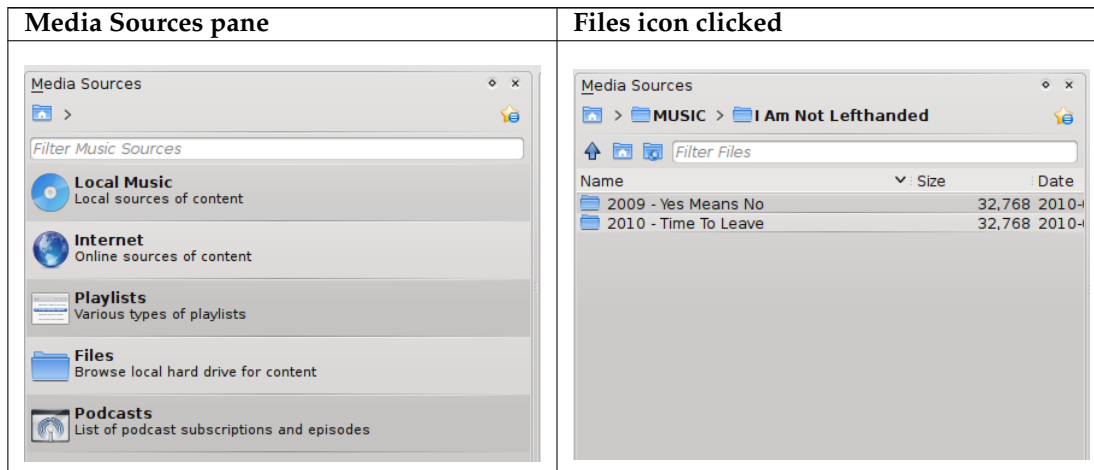 Media Sources pane
Files icon clicked
Media Sources
>
Filter Music Sources
Local Music
Local sources of content
Internet
Online sources of content
Playlists
Various types of playlists
Files
Browse local hard drive for content
Podcasts
List of podcast subscriptions and episodes
Media Sources
> MUSIC > I Am Not Lefthanded
Filter Files
Name Size Date
2009 - Yes Means No 32,768 2010-
2010 - Time To Leave 32,768 2010-